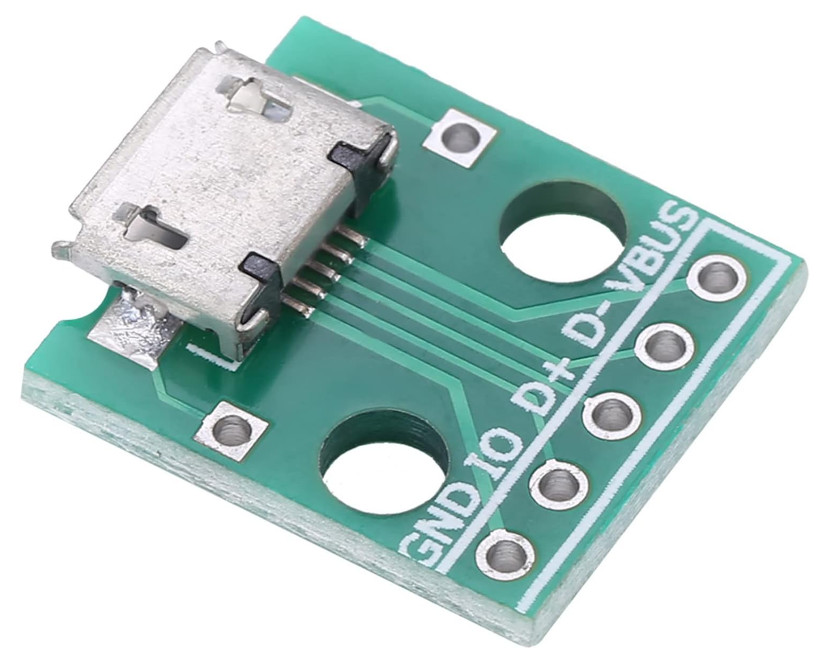 GND IO D+ D- VBUS